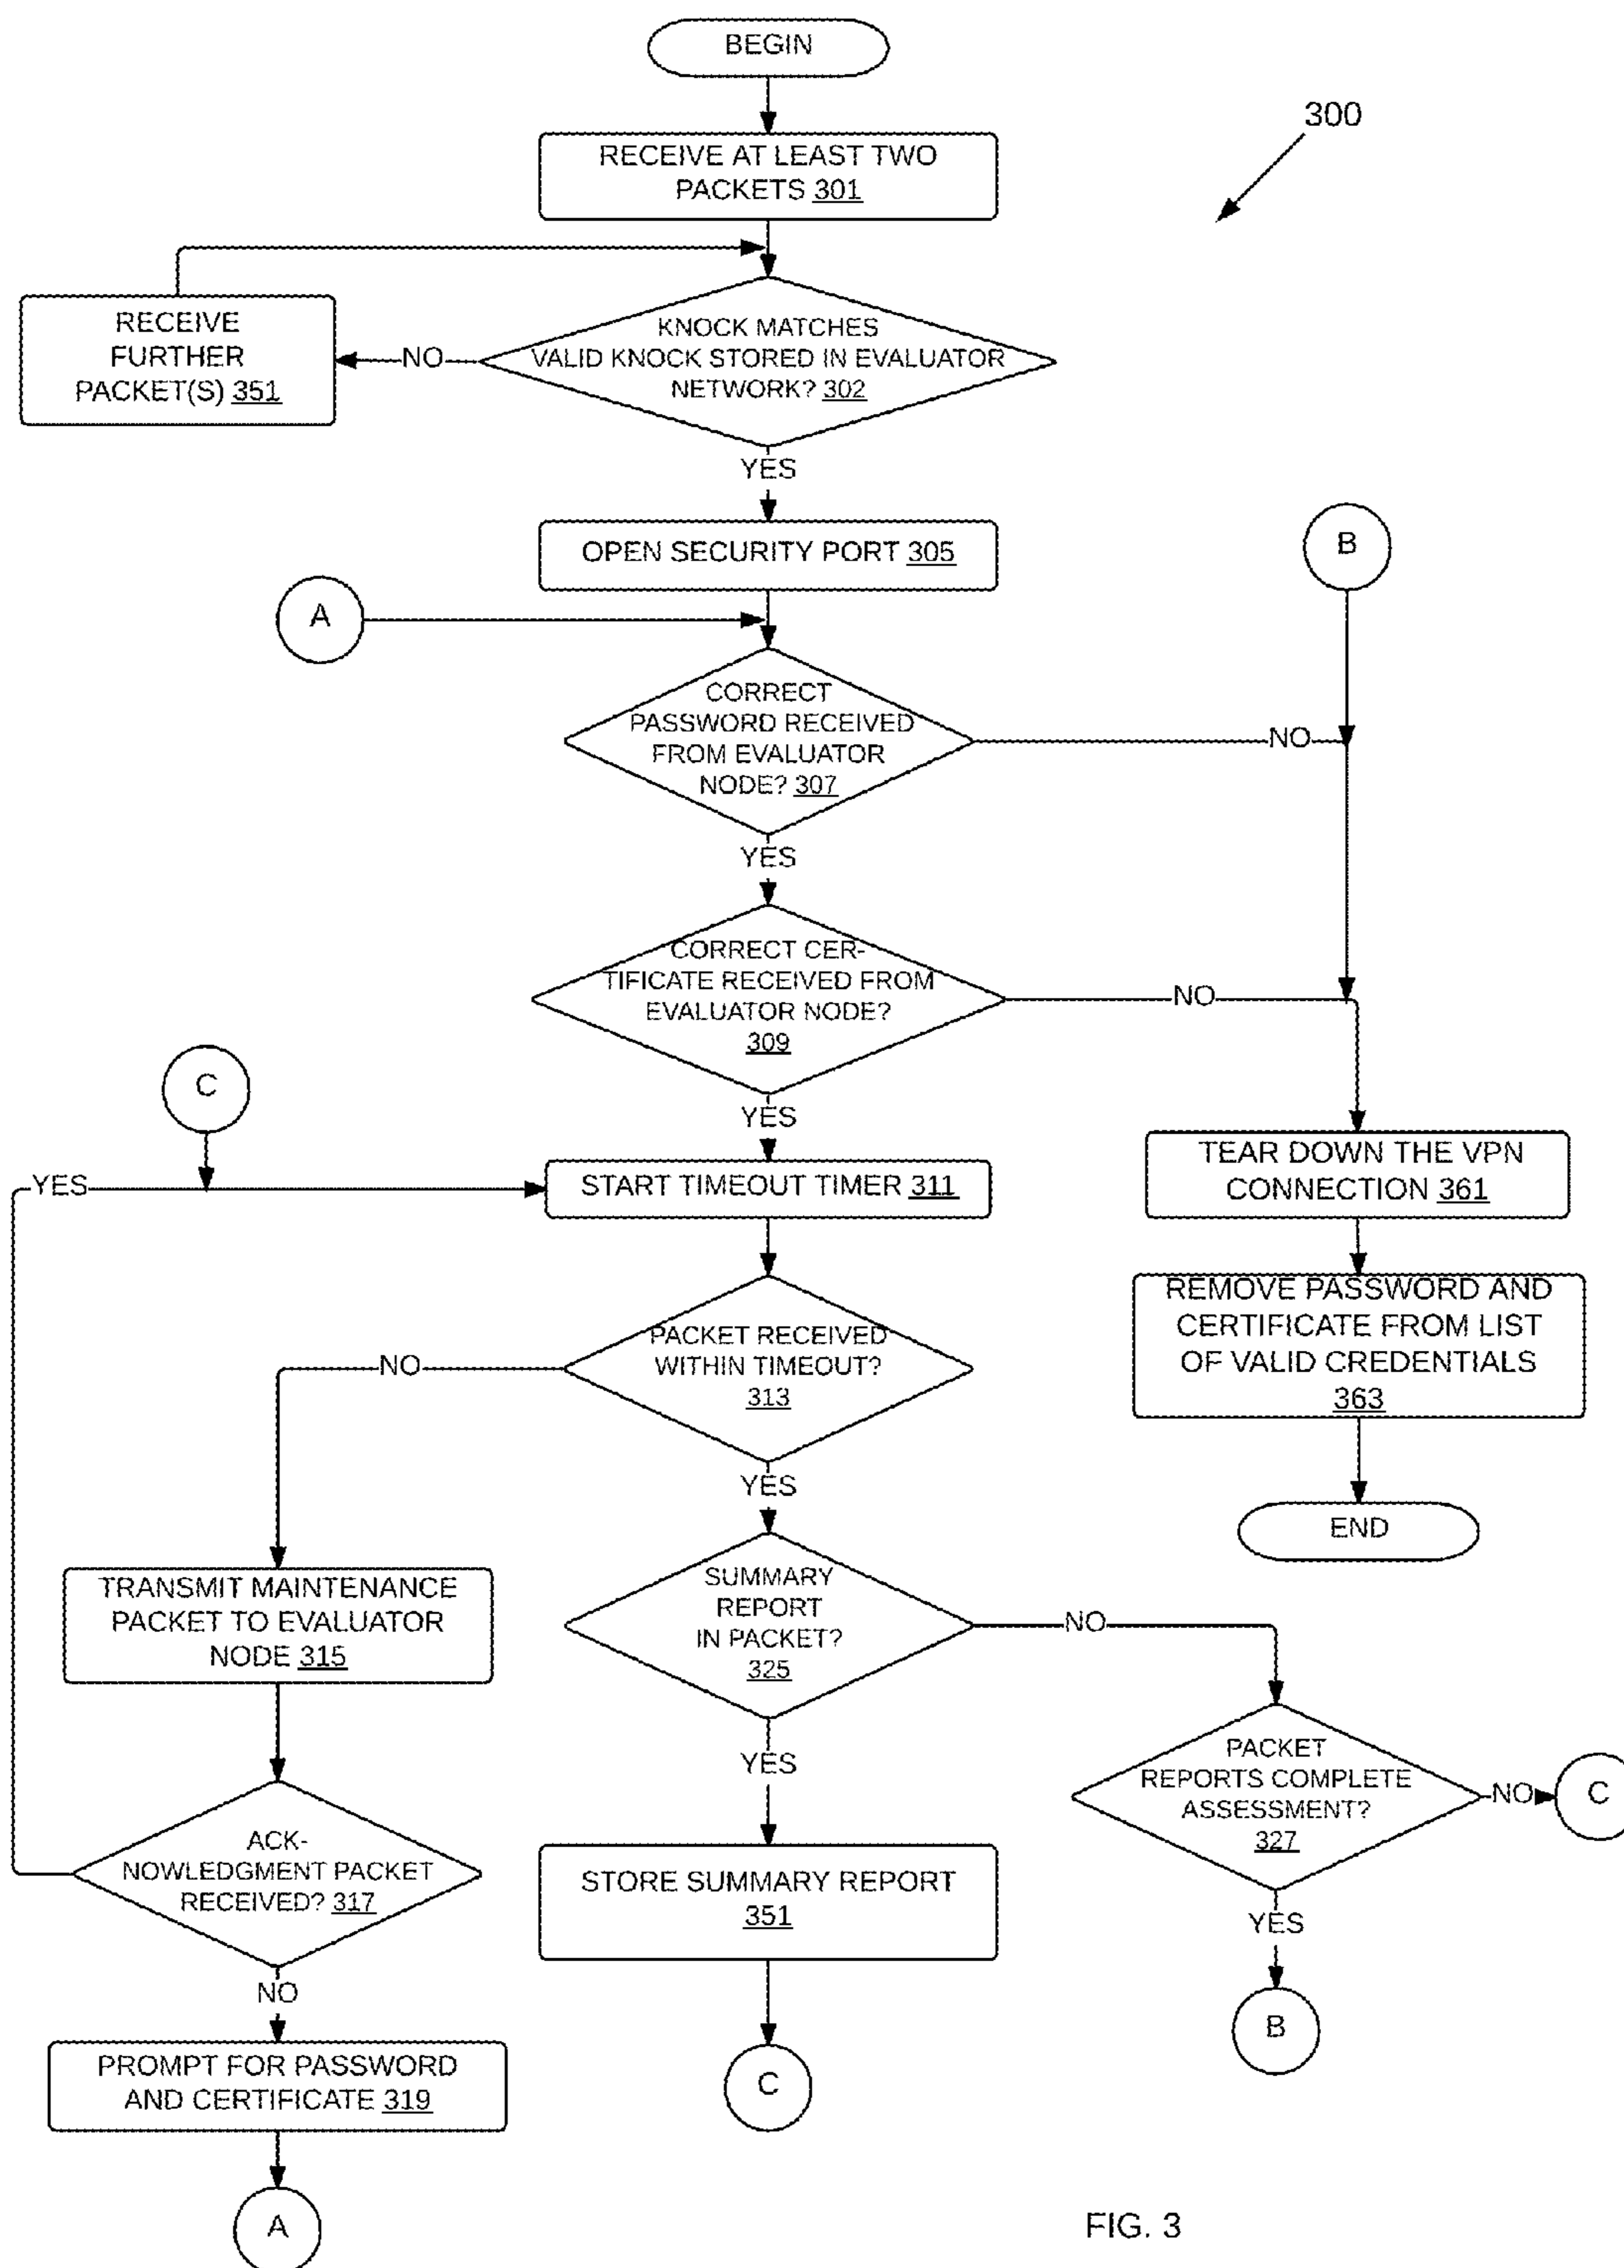 BEGIN
300
RECEIVE AT LEAST TWO
PACKETS 301
RECEIVE
FURTHER
PACKET(S) 351
NO
KNOCK MATCHES
VALID KNOCK STORED IN EVALUATOR
NETWORK? 302
YES
OPEN SECURITY PORT 305
B
A
CORRECT
PASSWORD RECEIVED
FROM EVALUATOR
NODE? 307
NO
YES
CORRECT CER-
TIFICATE RECEIVED FROM
EVALUATOR NODE?
309
NO
C
YES
YES
START TIMEOUT TIMER 311
TEAR DOWN THE VPN
CONNECTION 361
REMOVE PASSWORD AND
CERTIFICATE FROM LIST
OF VALID CREDENTIALS
363
PACKET RECEIVED
WITHIN TIMEOUT?
313
NO
YES
END
TRANSMIT MAINTENANCE
PACKET TO EVALUATOR
NODE 315
SUMMARY
REPORT
IN PACKET?
325
NO
YES
PACKET
REPORTS COMPLETE
ASSESSMENT?
327
NO
C
ACK-
NOWLEDGMENT PACKET
RECEIVED? 317
STORE SUMMARY REPORT
351
YES
NO
B
PROMPT FOR PASSWORD
AND CERTIFICATE 319
C
A
FIG. 3